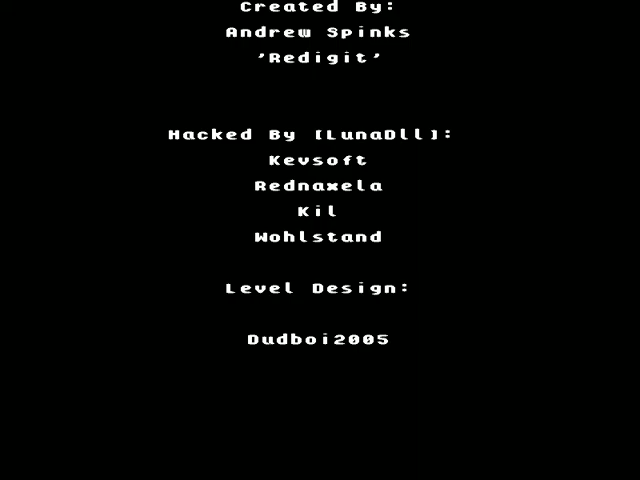 Created By:
Andrew Spinks
'Redigit'
Hacked By [LunaDll]:
Kevsoft
Rednaxela
Kil
Wohlstand
Level Design:
Dudboi2005